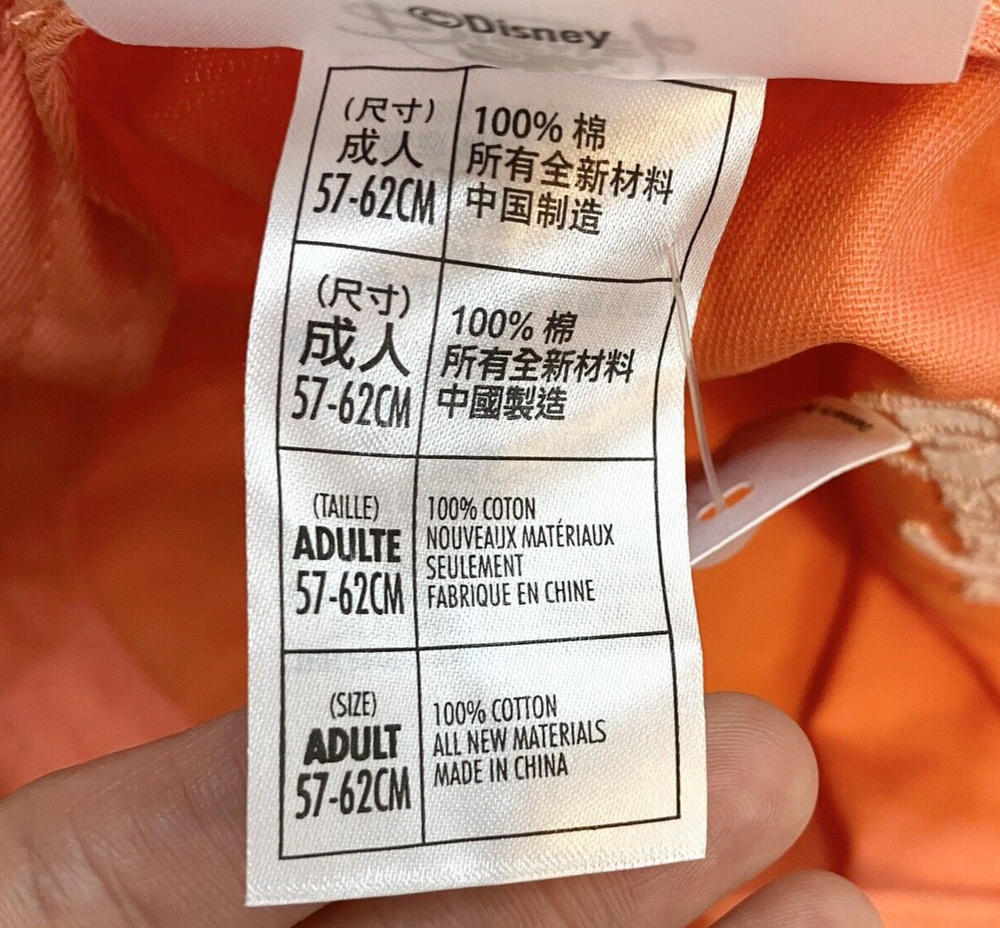 ©Disney
(尺寸)
成人
57-62CM
100% 棉
所有全新材料
中国制造
(尺寸)
成人
57-62CM
100% 棉
所有全新材料
中國製造
(TAILLE)
ADULTE
57-62CM
100% COTON
NOUVEAUX MATÉRIAUX
SEULEMENT
FABRIQUE EN CHINE
(SIZE)
ADULT
57-62CM
100% COTTON
ALL NEW MATERIALS
MADE IN CHINA